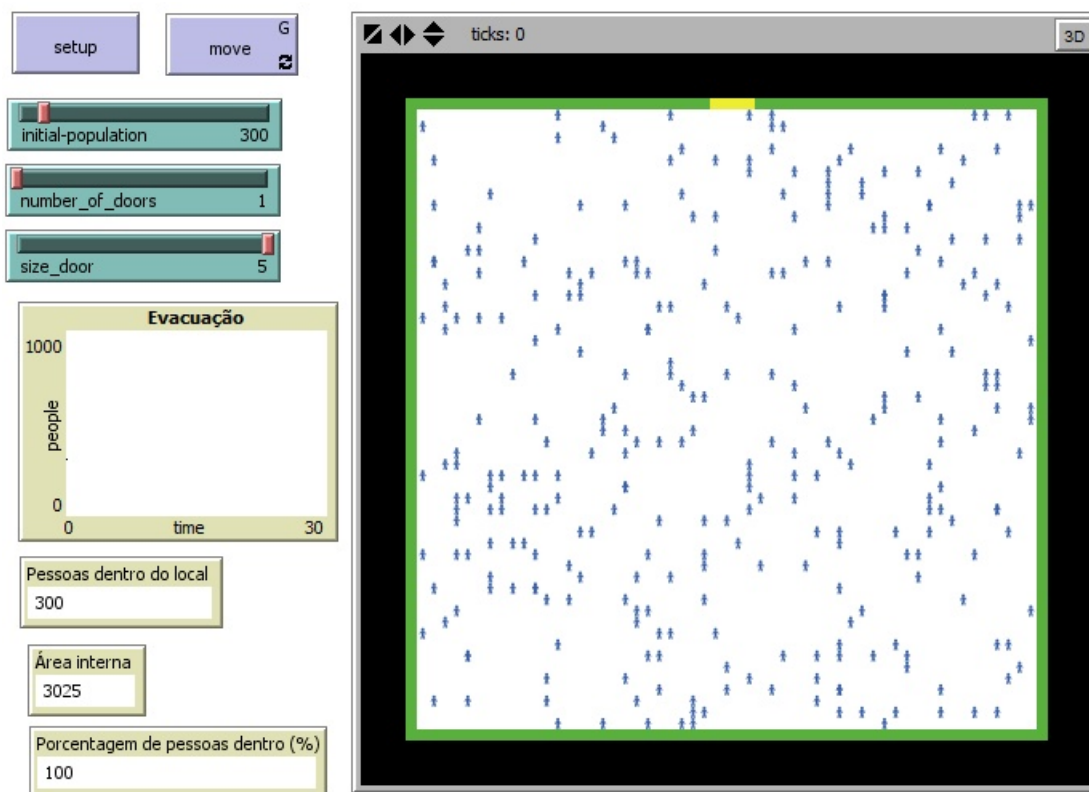 setup
G
move
ticks: 0
3D
initial-population 300
number_of_doors 1
size_door 5
Evacuação
1000
people
0
0 time 30
Pessoas dentro do local
300
Área interna
3025
Porcentagem de pessoas dentro (%)
100